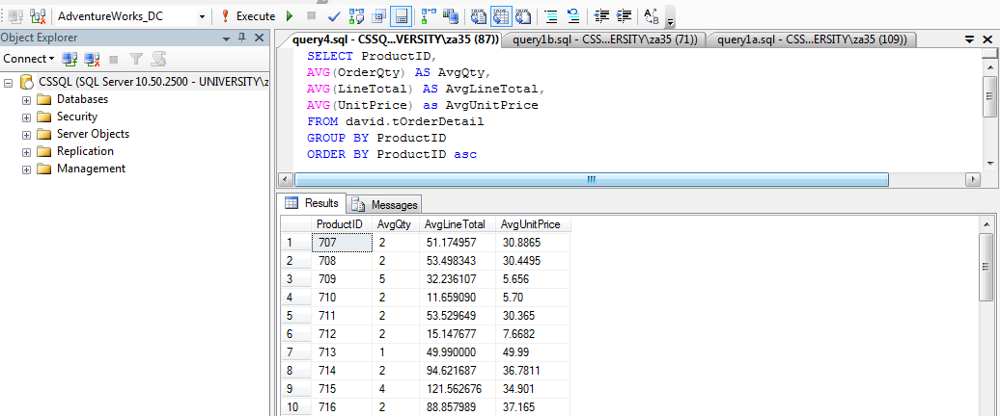 AdventureWorks_DC
Execute
Object Explorer
Connect
CSSQL (SQL Server 10.50.2500 - UNIVERSITY\z
Databases
Security
Server Objects
Replication
Management
query4.sql - CSSQ...VERSITY\za35 (87))
query1b.sql - CSS...ERSITY\za35 (71))
query1a.sql - CSS...ERSITY\za35 (109))
SELECT ProductID,
AVG(OrderQty) AS AvgQty,
AVG(LineTotal) AS AvgLineTotal,
AVG(UnitPrice) as AvgUnitPrice
FROM david.tOrderDetail
GROUP BY ProductID
ORDER BY ProductID asc
Results
Messages
ProductID AvgQty AvgLineTotal AvgUnitPrice
1 707 2 51.174957 30.8865
2 708 2 53.498343 30.4495
3 709 5 32.236107 5.656
4 710 2 11.659090 5.70
5 711 2 53.529649 30.365
6 712 2 15.147677 7.6682
7 713 1 49.990000 49.99
8 714 2 94.621687 36.7811
9 715 4 121.562676 34.901
10 716 2 88.857989 37.165